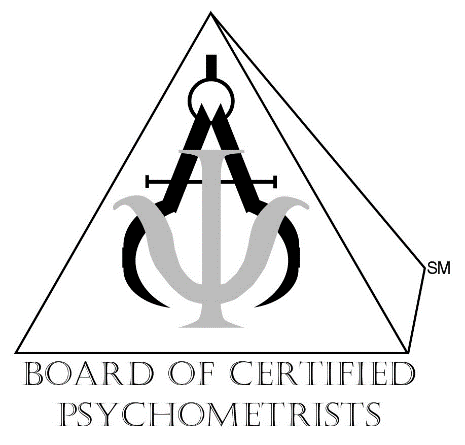 SM
BOARD OF CERTIFIED
PSYCHOMETRISTS